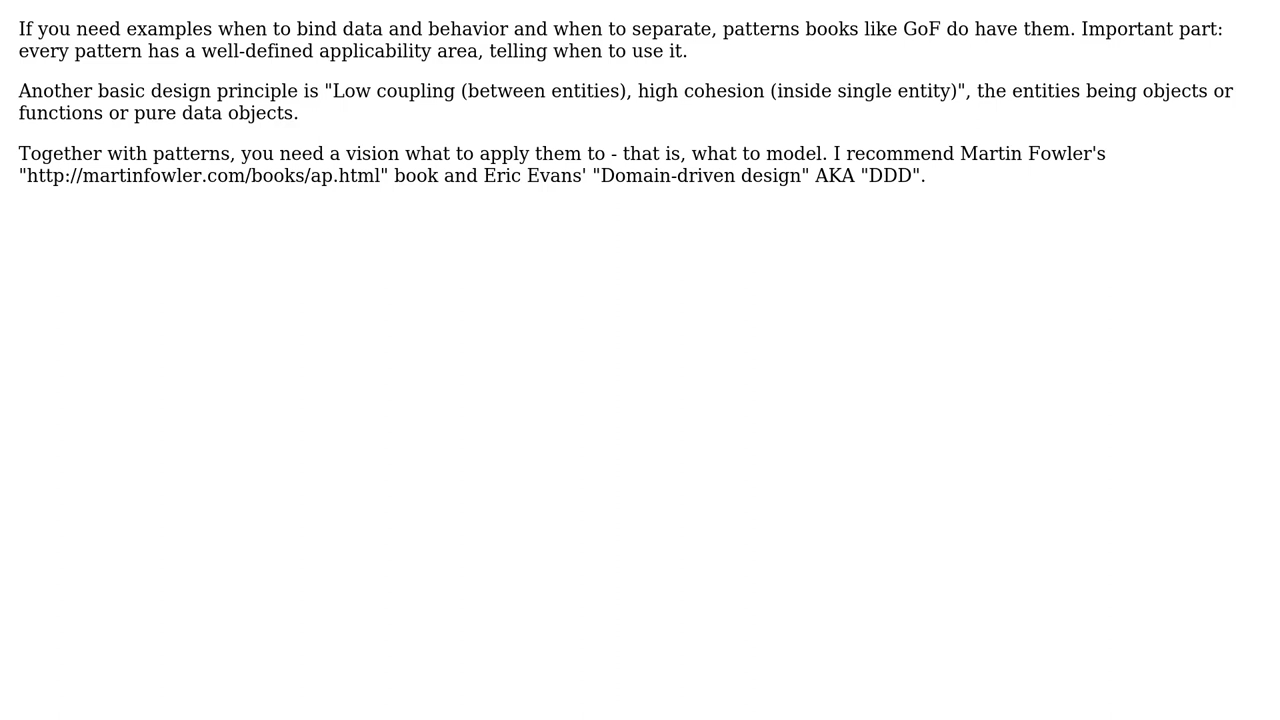 If you need examples when to bind data and behavior and when to separate, patterns books like GoF do have them. Important part:
every pattern has a well-defined applicability area, telling when to use it.
Another basic design principle is "Low coupling (between entities), high cohesion (inside single entity)", the entities being objects or
functions or pure data objects.
Together with patterns, you need a vision what to apply them to - that is, what to model. I recommend Martin Fowler's
"http://martinfowler.com/books/ap.html" book and Eric Evans' "Domain-driven design" AKA "DDD".